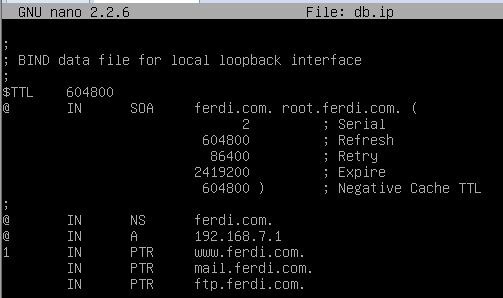 GNU nano 2.2.6 File: db.ip
;
; BIND data file for local loopback interface
;
$TTL 604800
@ IN SOA ferdi.com. root.ferdi.com. (
2 ; Serial
604800 ; Refresh
86400 ; Retry
2419200 ; Expire
604800 ) ; Negative Cache TTL
;
@ IN NS ferdi.com.
@ IN A 192.168.7.1
1 IN PTR www.ferdi.com.
IN PTR mail.ferdi.com.
IN PTR ftp.ferdi.com.